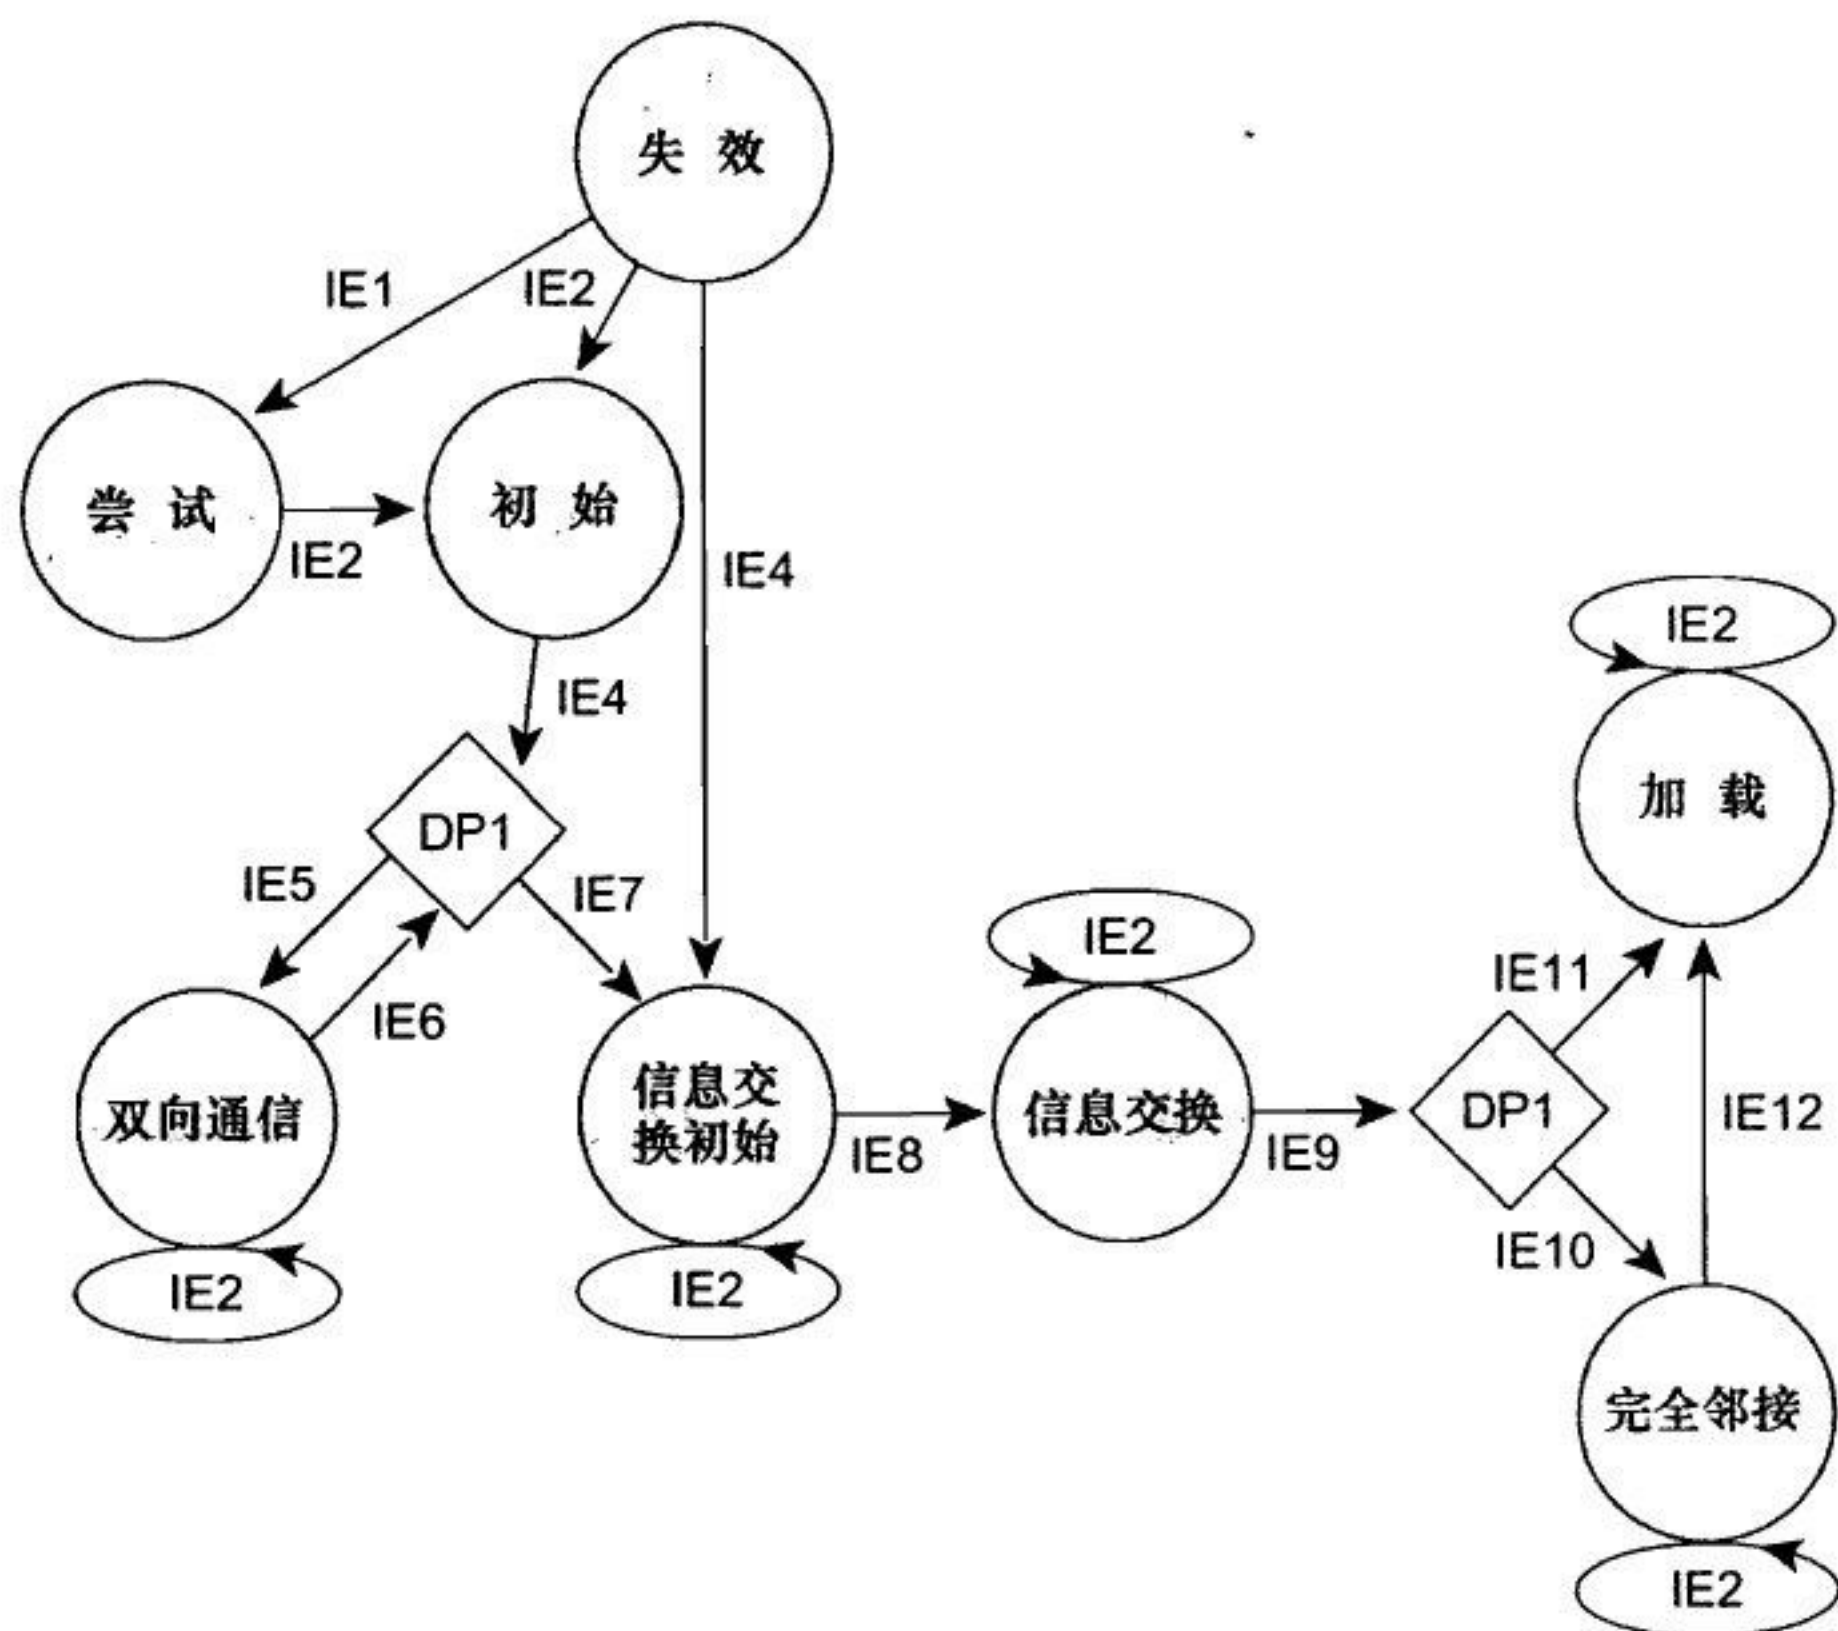 失 效
IE1
IE2
尝 试
初 始
IE2
IE4
IE4
DP1
IE5
IE7
IE6
双向通信
信息交
换初始
IE2
IE2
IE8
IE2
信息交换
IE9
DP1
IE11
IE10
IE2
加 载
IE12
完全邻接
IE2